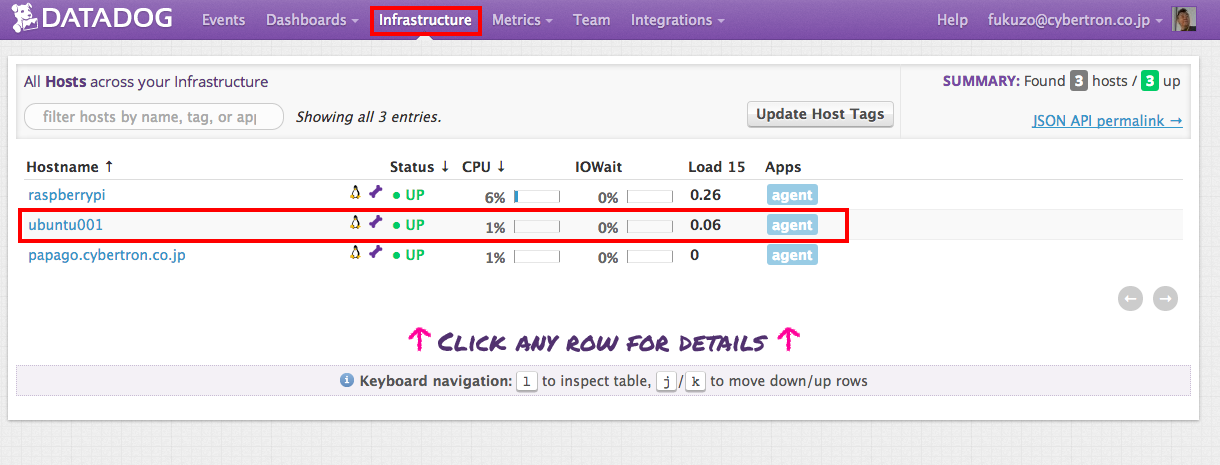 DATADOG Events Dashboards Infrastructure Metrics Team Integrations Help fukuzo@cybertron.co.jp
All Hosts across your Infrastructure
SUMMARY: Found 3 hosts / 3 up
filter hosts by name, tag, or app
Showing all 3 entries.
Update Host Tags
JSON API permalink →
Hostname ↑ Status ↓ CPU ↓ IOWait Load 15 Apps
raspberrypi UP 6% 0% 0.26 agent
ubuntu001 UP 1% 0% 0.06 agent
papago.cybertron.co.jp UP 1% 0% 0 agent
← →
↑ CLICK ANY ROW FOR DETAILS ↑
i Keyboard navigation: l to inspect table, j / k to move down/up rows